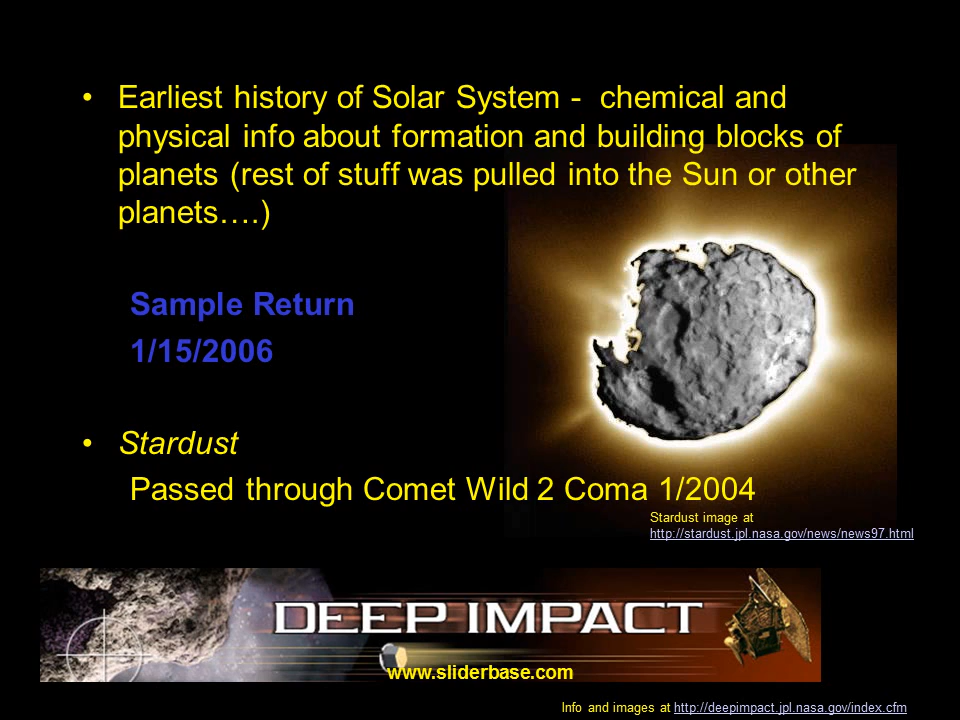 • Earliest history of Solar System - chemical and
physical info about formation and building blocks of
planets (rest of stuff was pulled into the Sun or other
planets….)
Sample Return
1/15/2006
• Stardust
Passed through Comet Wild 2 Coma 1/2004
Stardust image at
http://stardust.jpl.nasa.gov/news/news97.html
DEEP IMPACT
www.sliderbase.com
Info and images at http://deepimpact.jpl.nasa.gov/index.cfm